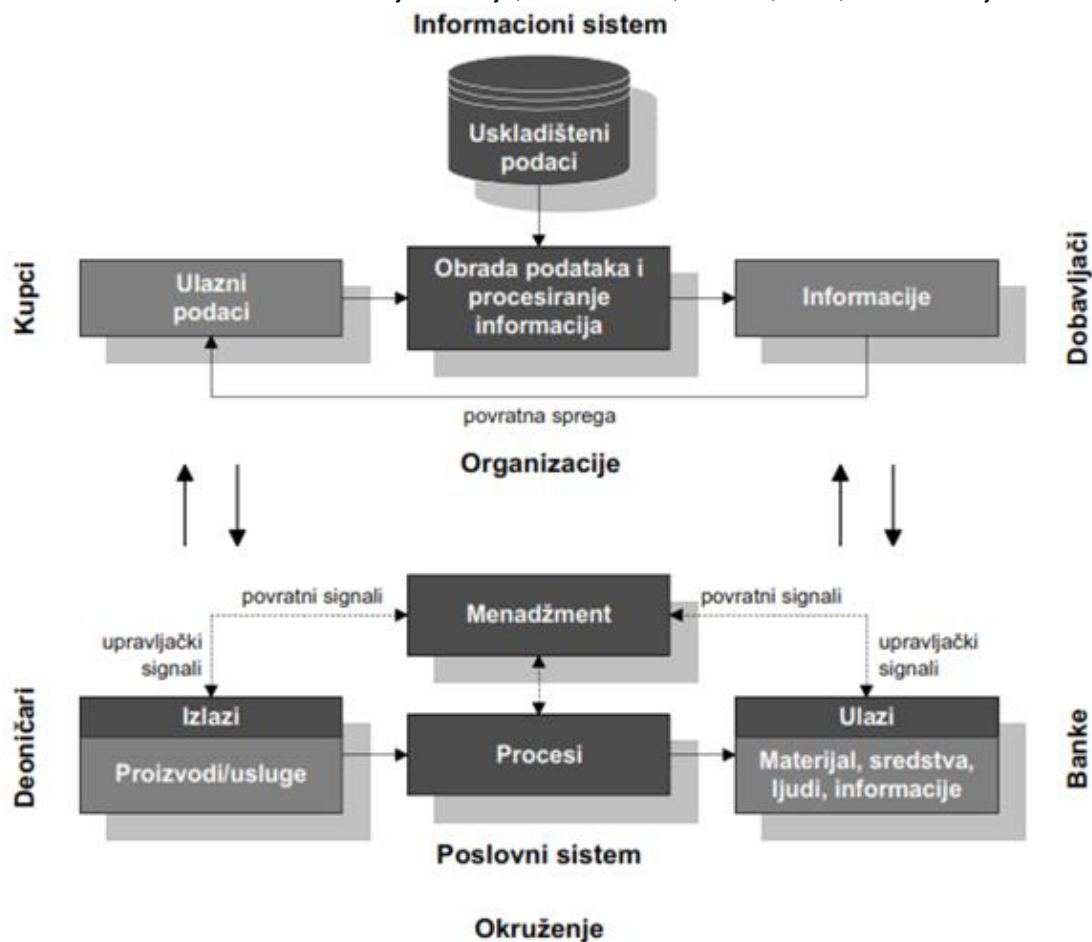 Informacioni sistem
Uskladišteni
podaci
Kupci
Ulazni
podaci
Obrada podataka i
procesiranje
informacija
Informacije
Dobavljači
povratna sprega
Organizacije
povratni signali
Menadžment
povratni signali
upravljački
signali
upravljački
signali
Deoničari
Izlazi
Proizvodi/usluge
Procesi
Ulazi
Materijal, sredstva,
ljudi, informacije
Banke
Poslovni sistem
Okruženje